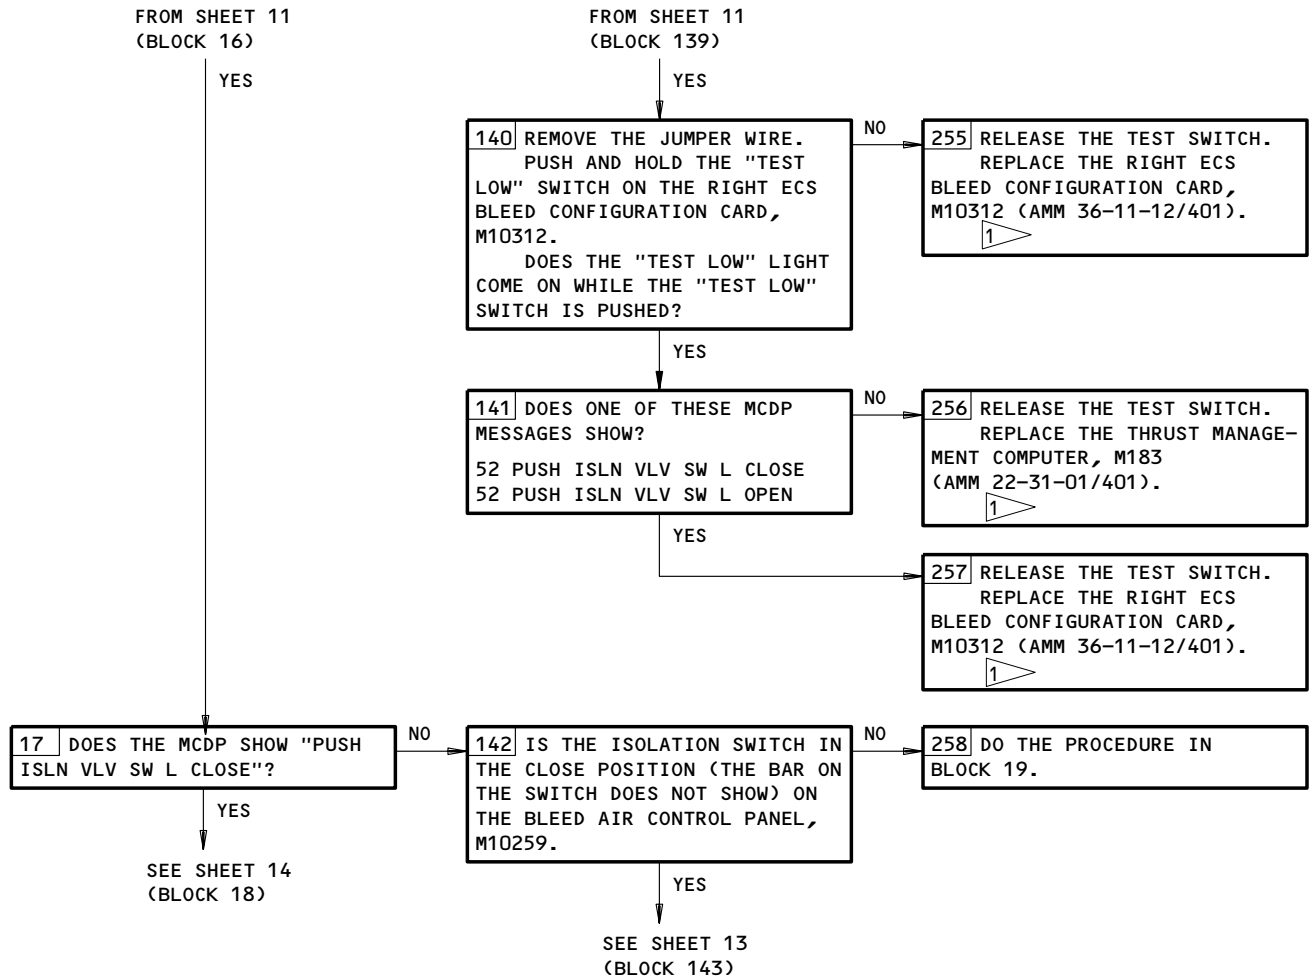 FROM SHEET 11
(BLOCK 16)
YES
FROM SHEET 11
(BLOCK 139)
YES
140 REMOVE THE JUMPER WIRE.
PUSH AND HOLD THE "TEST
LOW" SWITCH ON THE RIGHT ECS
BLEED CONFIGURATION CARD,
M10312.
DOES THE "TEST LOW" LIGHT
COME ON WHILE THE "TEST LOW"
SWITCH IS PUSHED?
NO
255 RELEASE THE TEST SWITCH.
REPLACE THE RIGHT ECS
BLEED CONFIGURATION CARD,
M10312 (AMM 36-11-12/401).
1
YES
141 DOES ONE OF THESE MCDP
MESSAGES SHOW?
52 PUSH ISLN VLV SW L CLOSE
52 PUSH ISLN VLV SW L OPEN
NO
256 RELEASE THE TEST SWITCH.
REPLACE THE THRUST MANAGE-
MENT COMPUTER, M183
(AMM 22-31-01/401).
1
YES
257 RELEASE THE TEST SWITCH.
REPLACE THE RIGHT ECS
BLEED CONFIGURATION CARD,
M10312 (AMM 36-11-12/401).
1
17 DOES THE MCDP SHOW "PUSH
ISLN VLV SW L CLOSE"?
NO
142 IS THE ISOLATION SWITCH IN
THE CLOSE POSITION (THE BAR ON
THE SWITCH DOES NOT SHOW) ON
THE BLEED AIR CONTROL PANEL,
M10259.
NO
258 DO THE PROCEDURE IN
BLOCK 19.
YES
SEE SHEET 14
(BLOCK 18)
YES
SEE SHEET 13
(BLOCK 143)